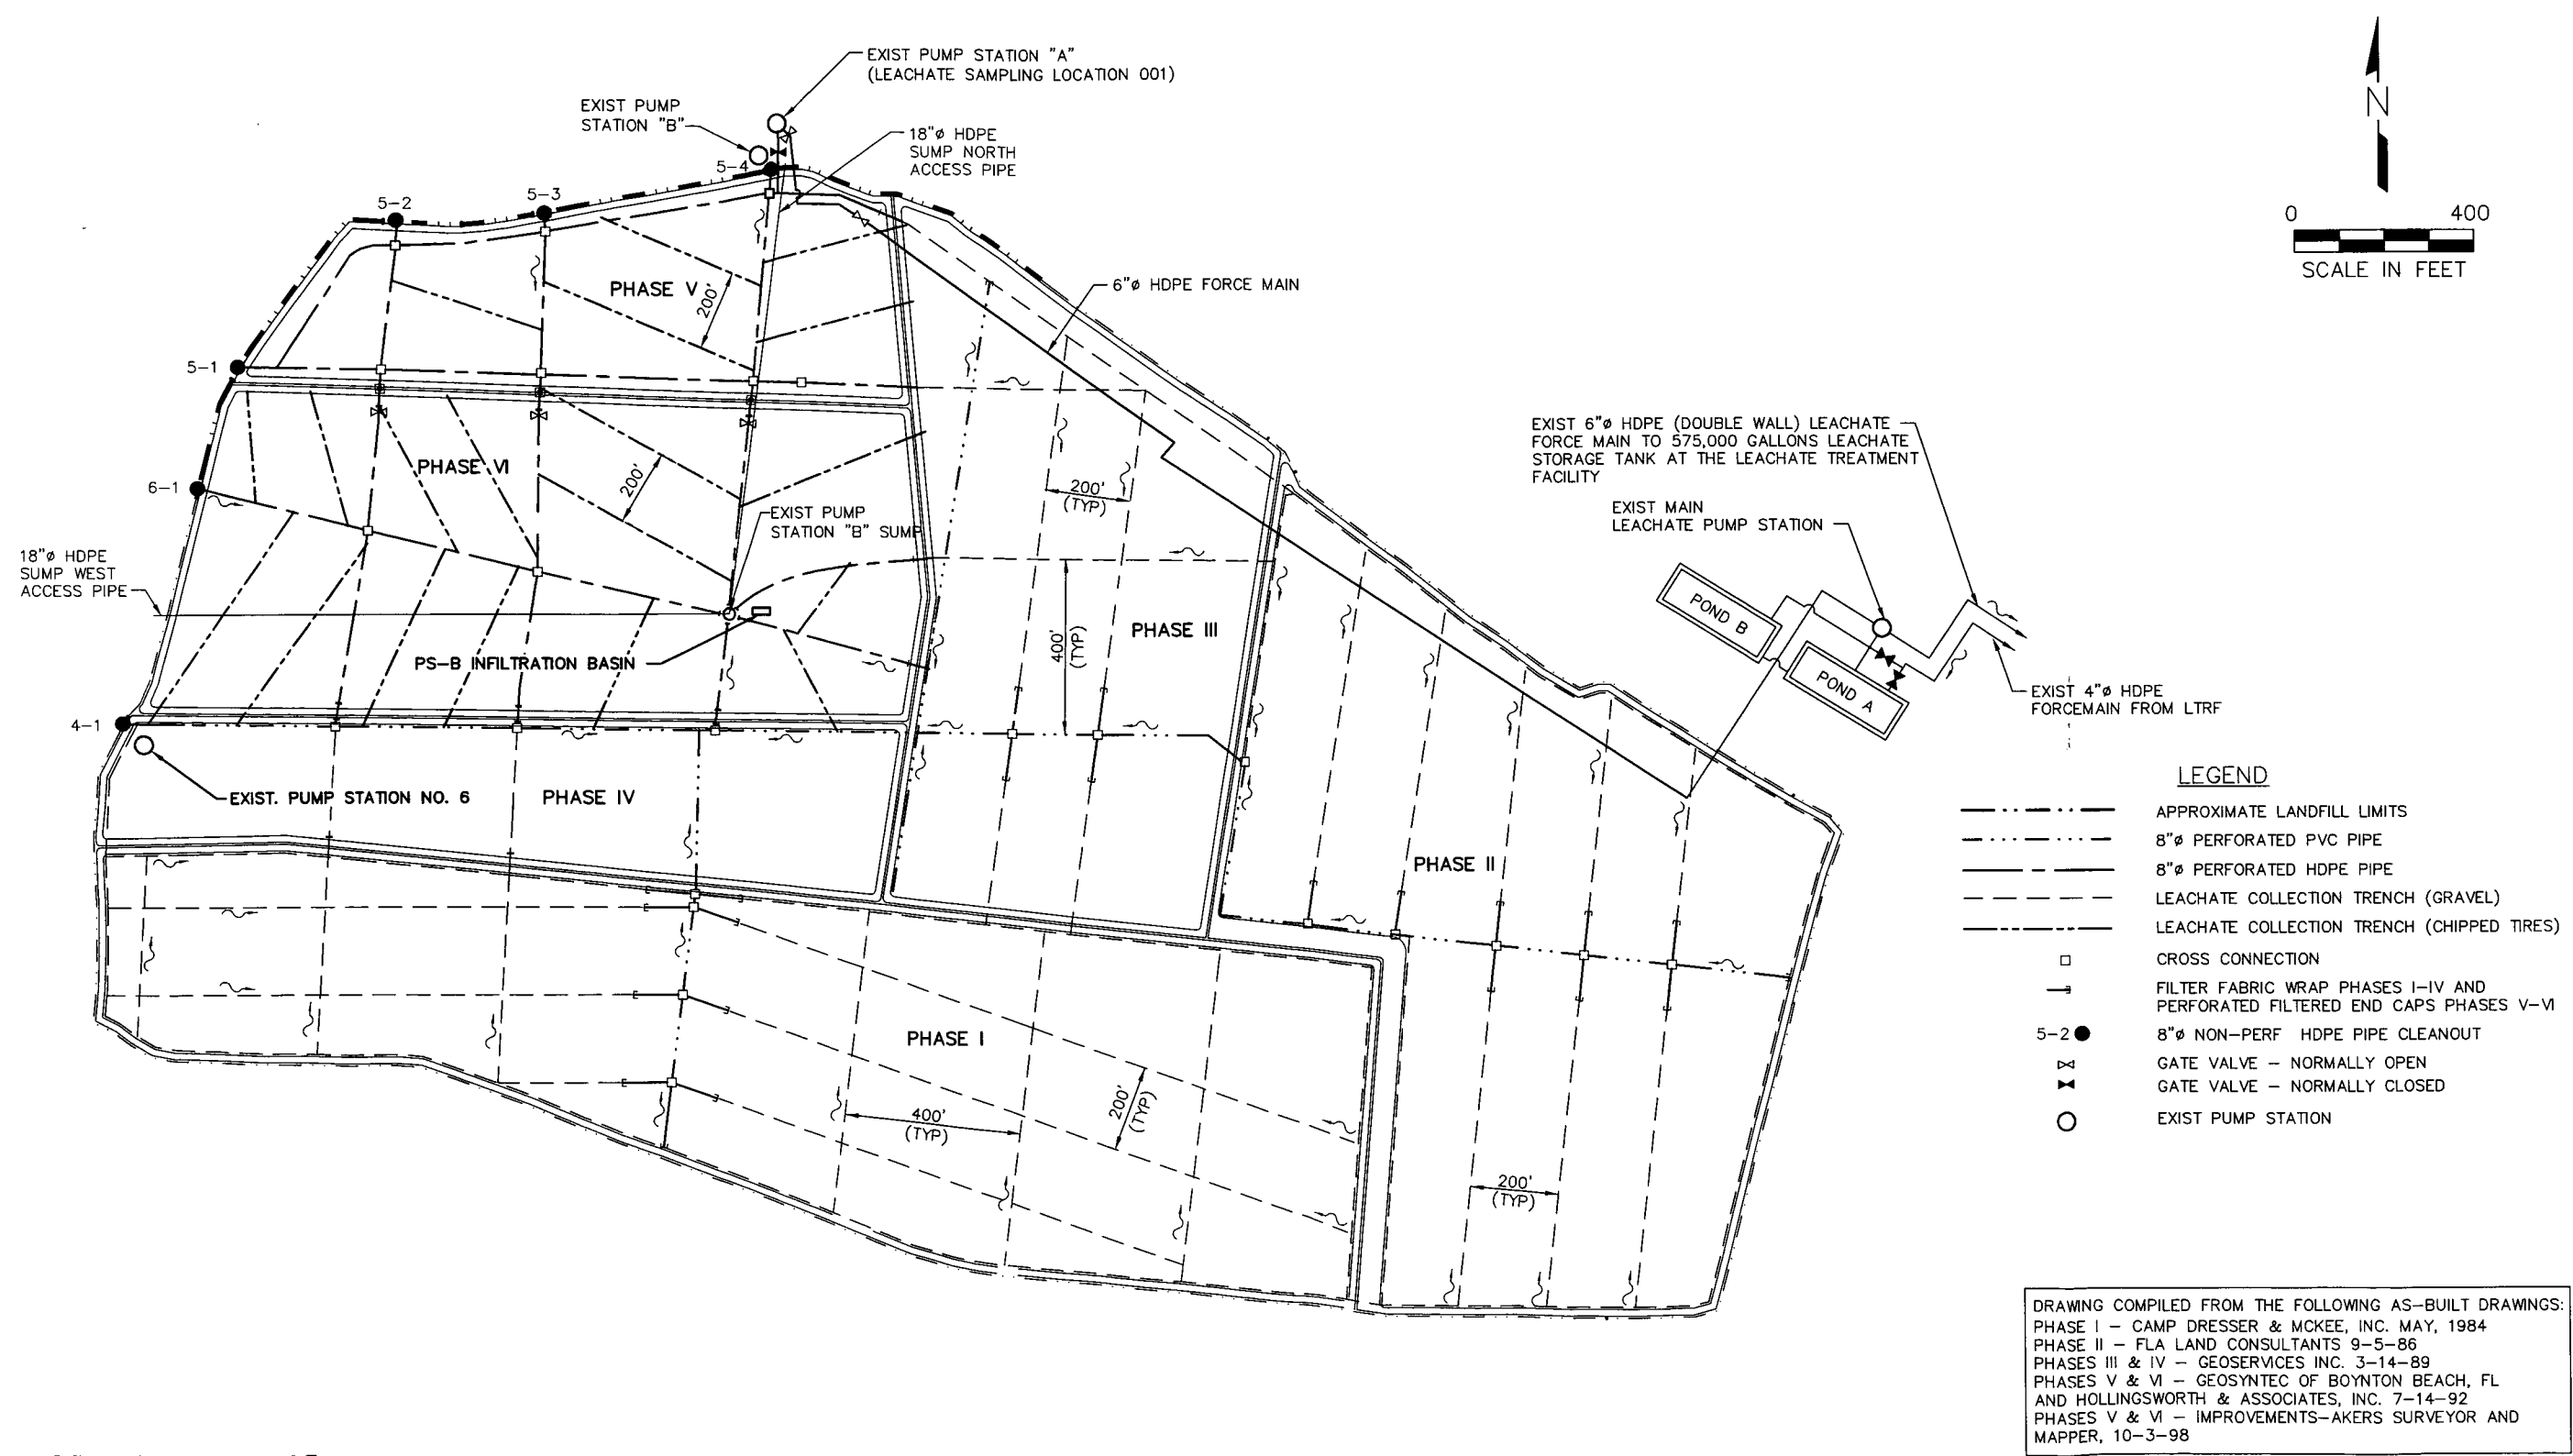 EXIST PUMP STATION "A"
(LEACHATE SAMPLING LOCATION 001)
EXIST PUMP
STATION "B"
18"ø HDPE
SUMP NORTH
ACCESS PIPE
N
0 400
SCALE IN FEET
5-4
5-3
5-2
5-1
6-1
4-1
PHASE V
200'
6"ø HDPE FORCE MAIN
PHASE VI
200'
EXIST PUMP
STATION "B" SUMP
200'
(TYP)
18"ø HDPE
SUMP WEST
ACCESS PIPE
PS-B INFILTRATION BASIN
400'
(TYP)
PHASE III
EXIST 6"ø HDPE (DOUBLE WALL) LEACHATE
FORCE MAIN TO 575,000 GALLONS LEACHATE
STORAGE TANK AT THE LEACHATE TREATMENT
FACILITY
EXIST MAIN
LEACHATE PUMP STATION
POND B
POND A
EXIST 4"ø HDPE
FORCEMAIN FROM LTRF
EXIST. PUMP STATION NO. 6
PHASE IV
PHASE II
PHASE I
400'
(TYP)
200'
(TYP)
200'
(TYP)
LEGEND
APPROXIMATE LANDFILL LIMITS
8"ø PERFORATED PVC PIPE
8"ø PERFORATED HDPE PIPE
LEACHATE COLLECTION TRENCH (GRAVEL)
LEACHATE COLLECTION TRENCH (CHIPPED TIRES)
CROSS CONNECTION
FILTER FABRIC WRAP PHASES I-IV AND
PERFORATED FILTERED END CAPS PHASES V-VI
5-2 8"ø NON-PERF HDPE PIPE CLEANOUT
GATE VALVE - NORMALLY OPEN
GATE VALVE - NORMALLY CLOSED
EXIST PUMP STATION
DRAWING COMPILED FROM THE FOLLOWING AS-BUILT DRAWINGS:
PHASE I - CAMP DRESSER & MCKEE, INC. MAY, 1984
PHASE II - FLA LAND CONSULTANTS 9-5-86
PHASES III & IV - GEOSERVICES INC. 3-14-89
PHASES V & VI - GEOSYNTEC OF BOYNTON BEACH, FL
AND HOLLINGSWORTH & ASSOCIATES, INC. 7-14-92
PHASES V & VI - IMPROVEMENTS-AKERS SURVEYOR AND
MAPPER, 10-3-98